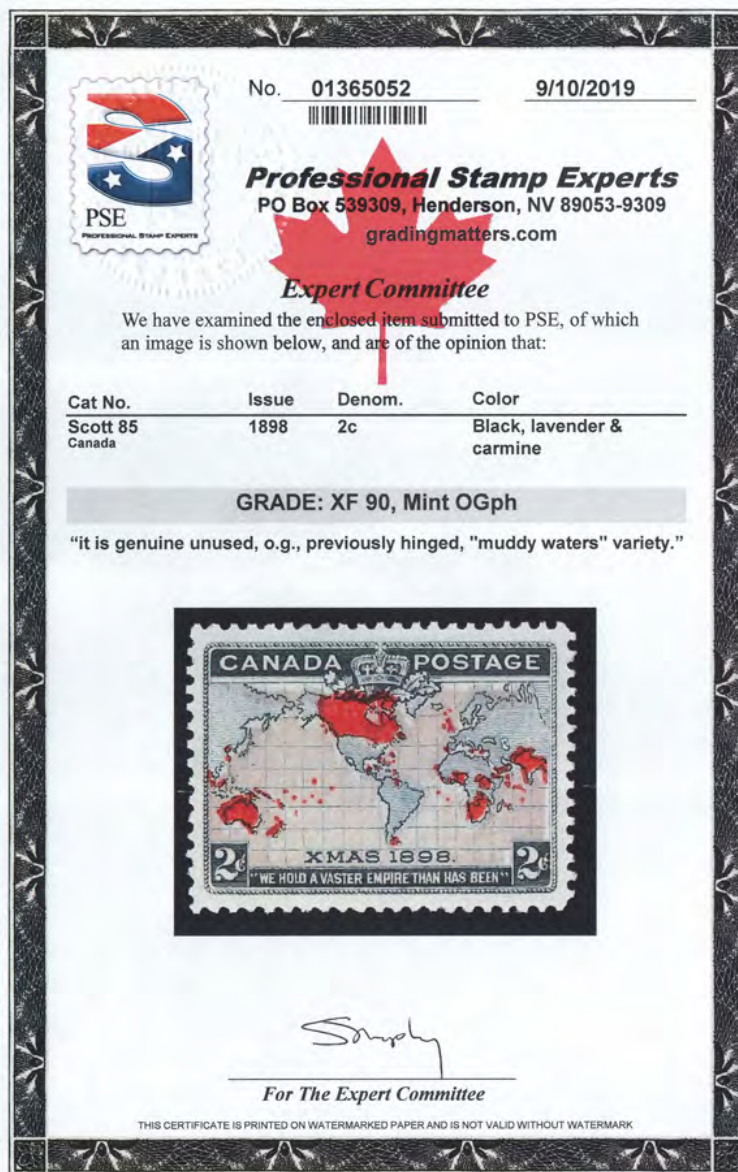 No. 01365052 9/10/2019
PSE
PROFESSIONAL STAMP EXPERTS
Professional Stamp Experts
PO Box 539309, Henderson, NV 89053-9309
gradingmatters.com
Expert Committee
We have examined the enclosed item submitted to PSE, of which
an image is shown below, and are of the opinion that:
Cat No. Issue Denom. Color
Scott 85 1898 2c Black, lavender &
Canada carmine
GRADE: XF 90, Mint OGph
“it is genuine unused, o.g., previously hinged, "muddy waters" variety.”
CANADA POSTAGE
XMAS 1898.
2c 2c
"WE HOLD A VASTER EMPIRE THAN HAS BEEN"
For The Expert Committee
THIS CERTIFICATE IS PRINTED ON WATERMARKED PAPER AND IS NOT VALID WITHOUT WATERMARK